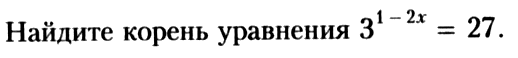 Найдите корень уравнения 3^{1 – 2x} = 27.